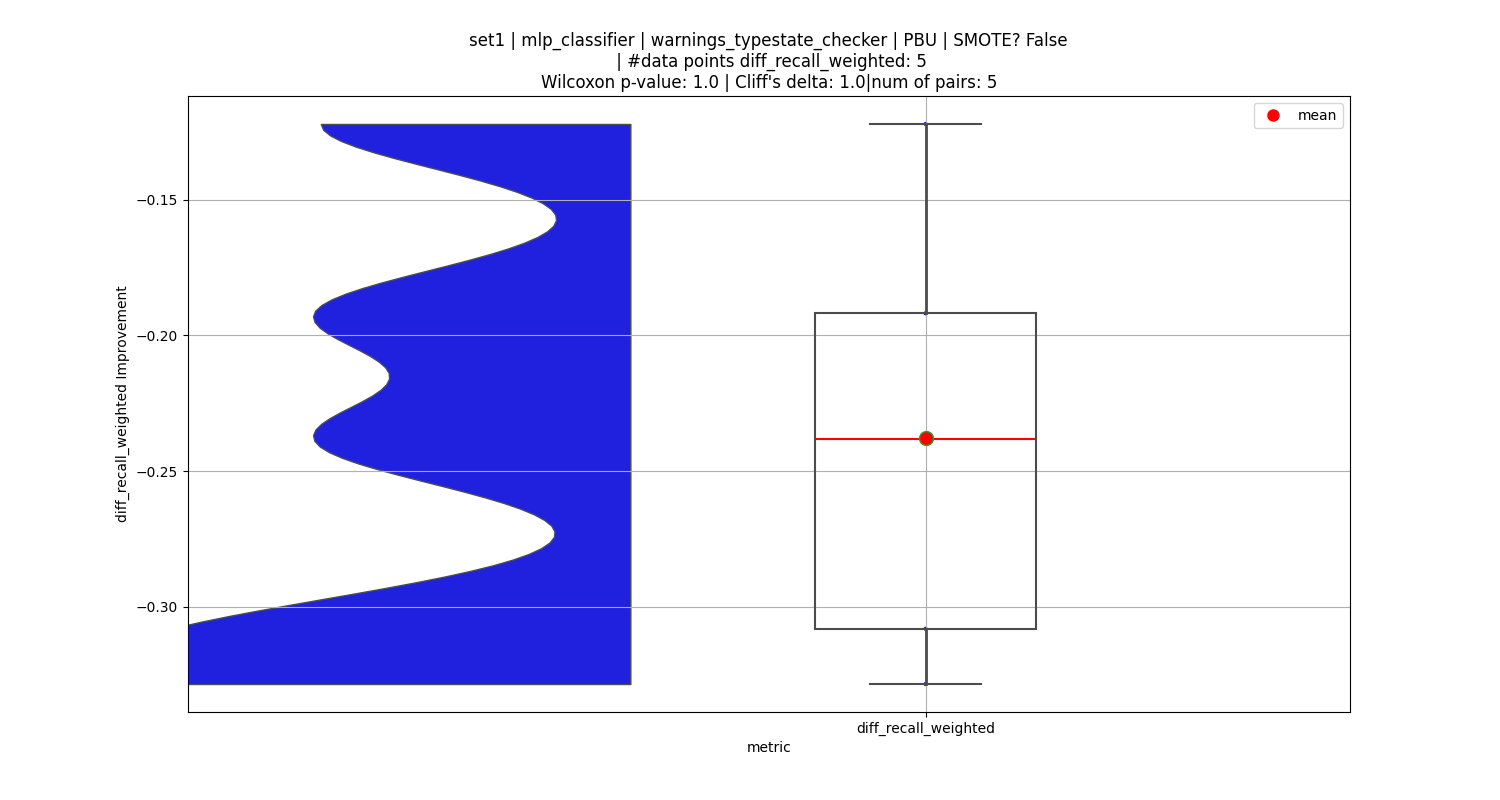 set1 | mlp_classifier | warnings_typestate_checker | PBU | SMOTE? False
| #data points diff_recall_weighted: 5
Wilcoxon p-value: 1.0 | Cliff's delta: 1.0|num of pairs: 5
mean
−0.15
−0.20
−0.25
−0.30
diff_recall_weighted Improvement
diff_recall_weighted
metric